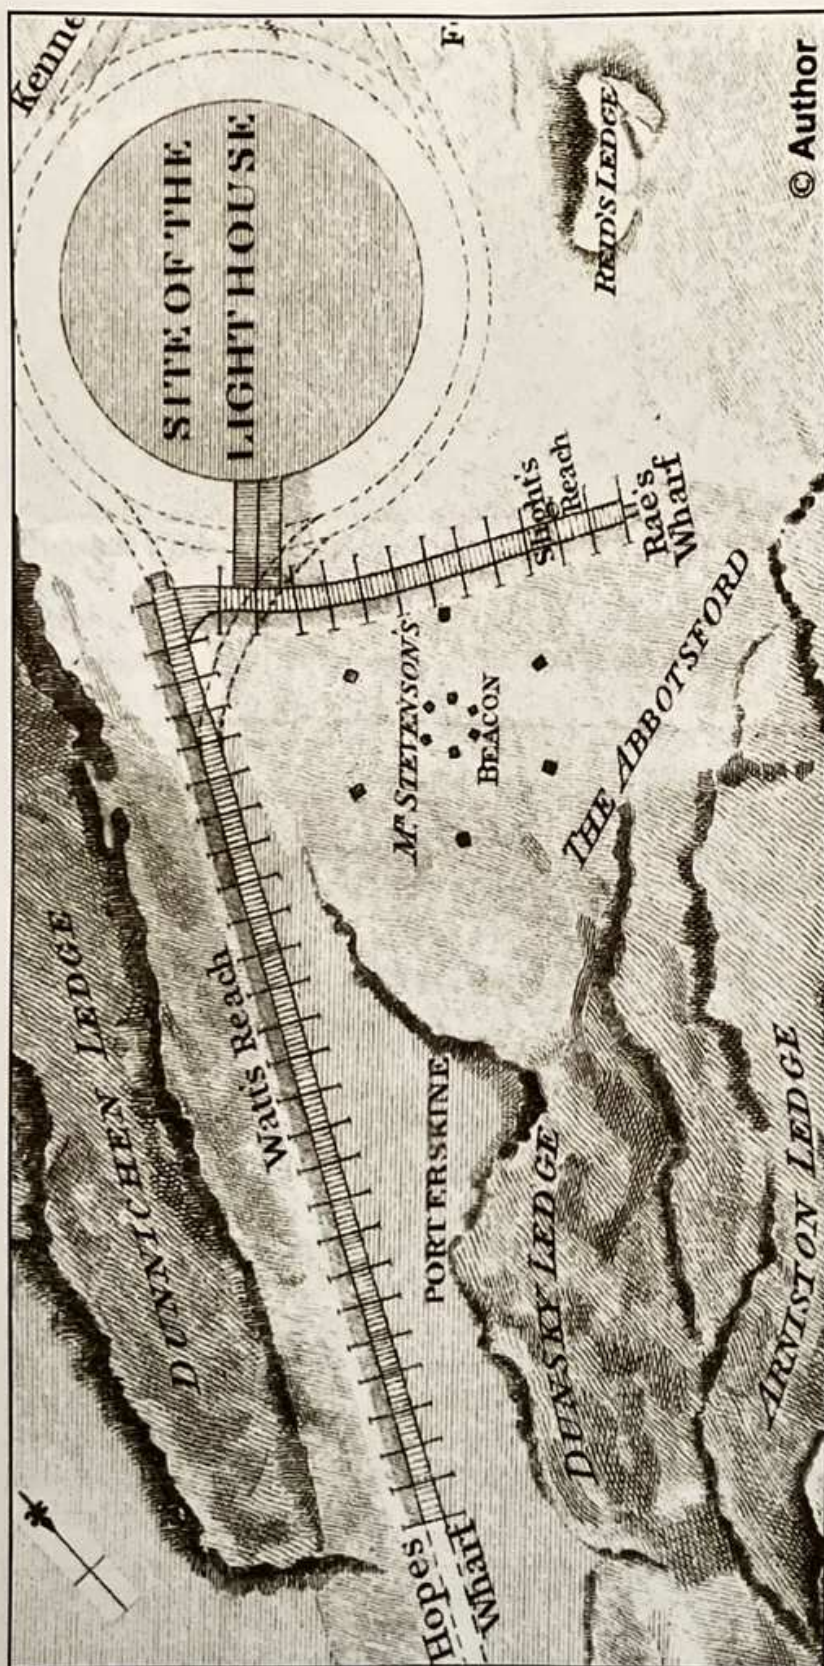 Kenne
SITE OF THE
LIGHT HOUSE
F
REID'S LEDGE
© Author
Slight's
Reach
Rae's
Wharf
Mʀ STEVENSON'S
BEACON
THE ABBOTSFORD
DUNNICHEN LEDGE
Watt's Reach
PORT ERSKINE
DUNSKY LEDGE
ARNISTON LEDGE
Hopes
Wharf